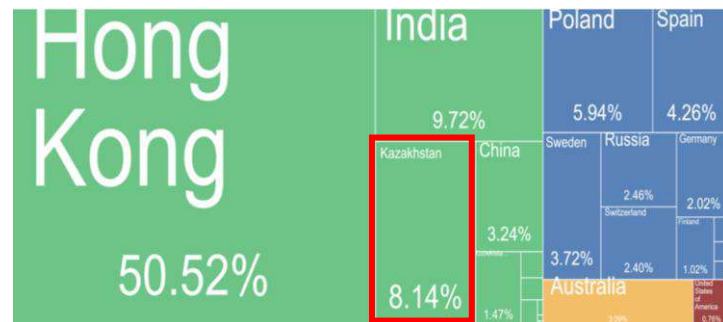 Hong
Kong
50.52%
India
9.72%
Kazakhstan
8.14%
China
3.24%
1.47%
Poland
5.94%
Spain
4.26%
Sweden
3.72%
Russia
2.46%
Switzerland
2.40%
Germany
2.02%
Finland
1.02%
Australia
3.09%
United
States
of
America
0.76%